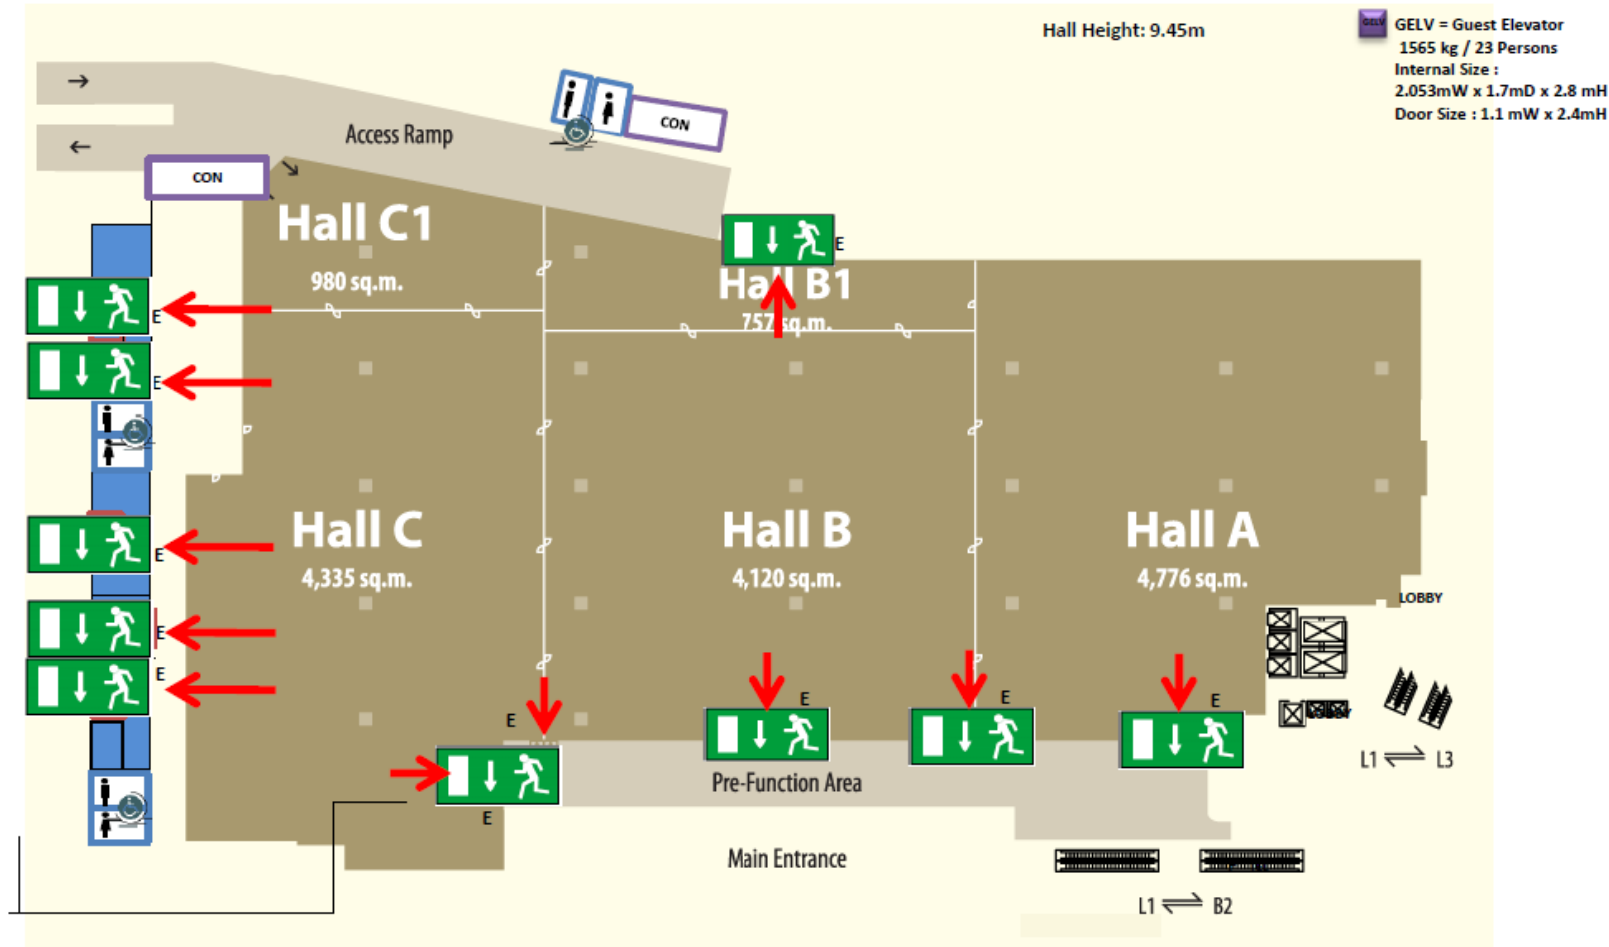 Hall Height: 9.45m
GELV
GELV = Guest Elevator
1565 kg / 23 Persons
Internal Size :
2.053mW x 1.7mD x 2.8 mH
Door Size : 1.1 mW x 2.4mH
→
←
Access Ramp
CON
CON
Hall C1
980 sq.m.
E
Hall B1
757 sq.m.
E
E
Hall C
4,335 sq.m.
Hall B
4,120 sq.m.
Hall A
4,776 sq.m.
E
LOBBY
E
E
E
E
E
E
E
LOBBY
L1 ⇌ L3
Pre-Function Area
E
Main Entrance
L1 ⇌ B2